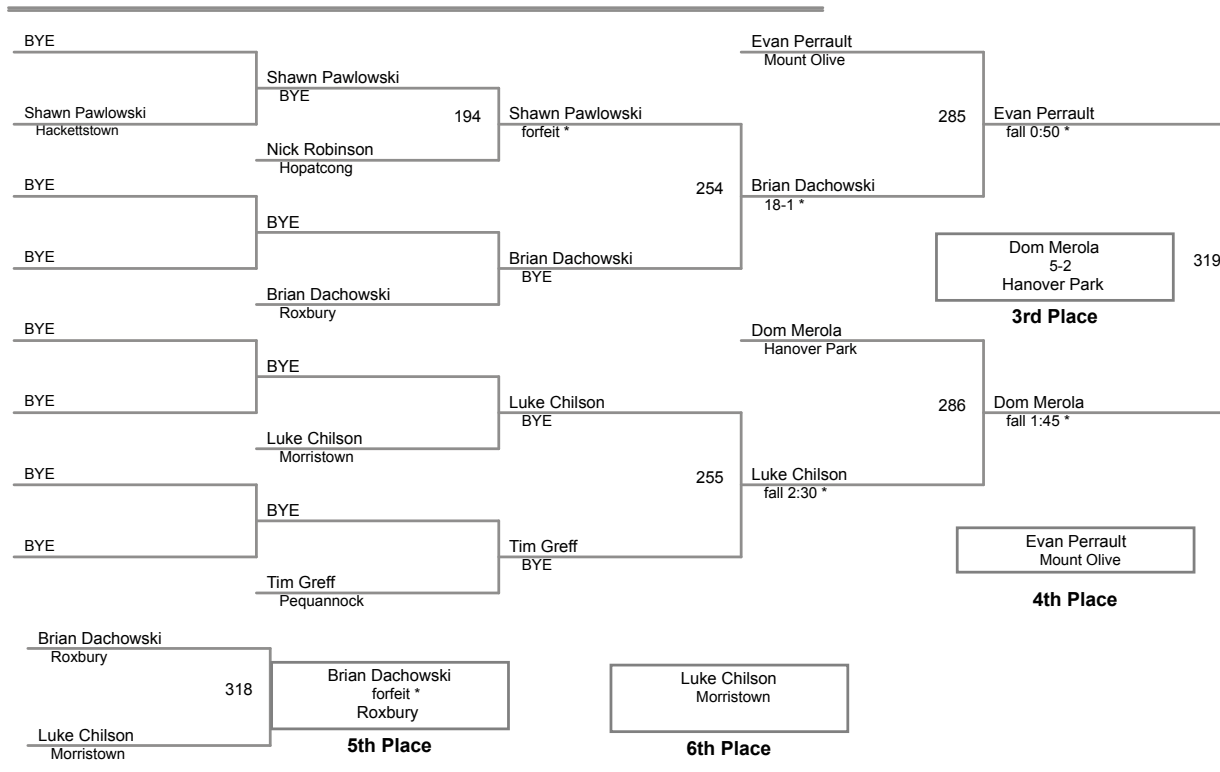 BYE
Shawn Pawlowski
Hackettstown
BYE
BYE
BYE
BYE
BYE
BYE
Shawn Pawlowski
BYE
194
Nick Robinson
Hopatcong
BYE
Brian Dachowski
Roxbury
BYE
Luke Chilson
Morristown
BYE
Tim Greff
Pequannock
Shawn Pawlowski
forfeit *
254
Brian Dachowski
BYE
Luke Chilson
BYE
255
Tim Greff
BYE
Evan Perrault
Mount Olive
285
Brian Dachowski
18-1 *
Dom Merola
Hanover Park
286
Luke Chilson
fall 2:30 *
Evan Perrault
fall 0:50 *
Dom Merola
5-2
Hanover Park
319
3rd Place
Dom Merola
fall 1:45 *
Evan Perrault
Mount Olive
4th Place
Brian Dachowski
Roxbury
318
Luke Chilson
Morristown
Brian Dachowski
forfeit *
Roxbury
5th Place
Luke Chilson
Morristown
6th Place